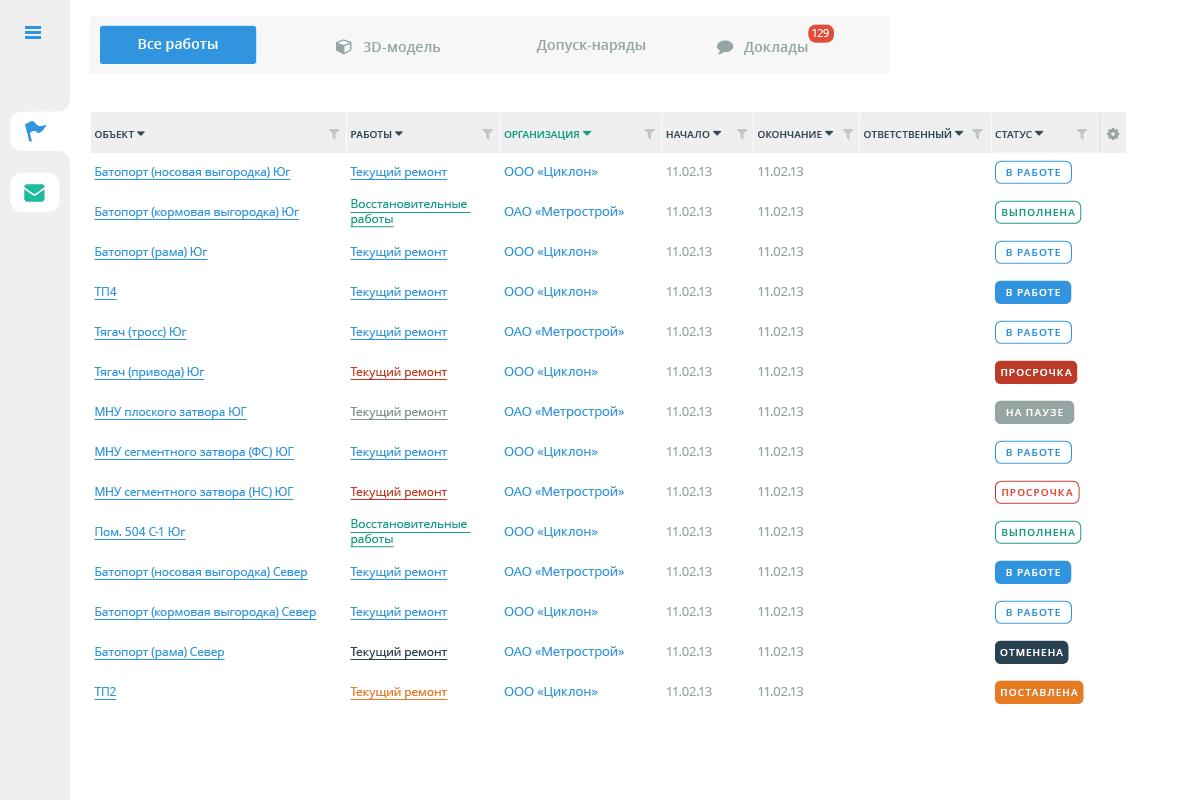 Все работы 3D-модель Допуск-наряды Доклады 129
ОБЪЕКТ РАБОТЫ ОРГАНИЗАЦИЯ НАЧАЛО ОКОНЧАНИЕ ОТВЕТСТВЕННЫЙ СТАТУС
Батопорт (носовая выгородка) Юг Текущий ремонт ООО «Циклон» 11.02.13 11.02.13 В РАБОТЕ
Батопорт (кормовая выгородка) Юг Восстановительные работы ОАО «Метрострой» 11.02.13 11.02.13 ВЫПОЛНЕНА
Батопорт (рама) Юг Текущий ремонт ООО «Циклон» 11.02.13 11.02.13 В РАБОТЕ
ТП4 Текущий ремонт ООО «Циклон» 11.02.13 11.02.13 В РАБОТЕ
Тягач (тросс) Юг Текущий ремонт ОАО «Метрострой» 11.02.13 11.02.13 В РАБОТЕ
Тягач (привода) Юг Текущий ремонт ООО «Циклон» 11.02.13 11.02.13 ПРОСРОЧКА
МНУ плоского затвора ЮГ Текущий ремонт ОАО «Метрострой» 11.02.13 11.02.13 НА ПАУЗЕ
МНУ сегментного затвора (ФС) ЮГ Текущий ремонт ООО «Циклон» 11.02.13 11.02.13 В РАБОТЕ
МНУ сегментного затвора (НС) ЮГ Текущий ремонт ОАО «Метрострой» 11.02.13 11.02.13 ПРОСРОЧКА
Пом. 504 С-1 Юг Восстановительные работы ООО «Циклон» 11.02.13 11.02.13 ВЫПОЛНЕНА
Батопорт (носовая выгородка) Север Текущий ремонт ОАО «Метрострой» 11.02.13 11.02.13 В РАБОТЕ
Батопорт (кормовая выгородка) Север Текущий ремонт ООО «Циклон» 11.02.13 11.02.13 В РАБОТЕ
Батопорт (рама) Север Текущий ремонт ОАО «Метрострой» 11.02.13 11.02.13 ОТМЕНЕНА
ТП2 Текущий ремонт ООО «Циклон» 11.02.13 11.02.13 ПОСТАВЛЕНА